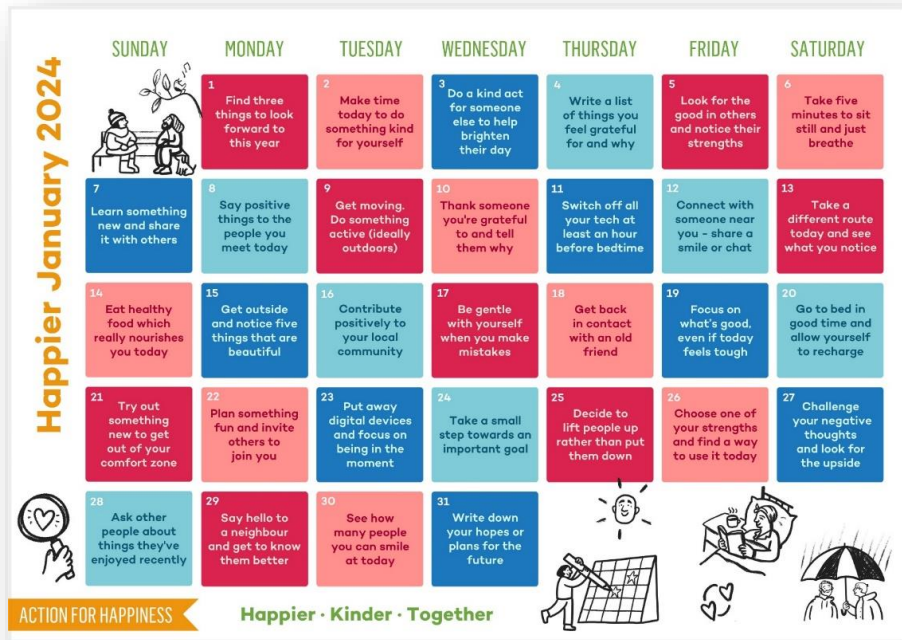 Happier January 2024
SUNDAY
MONDAY
TUESDAY
WEDNESDAY
THURSDAY
FRIDAY
SATURDAY
1
Find three
things to look
forward to
this year
2
Make time
today to do
something kind
for yourself
3
Do a kind act
for someone
else to help
brighten
their day
4
Write a list
of things you
feel grateful
for and why
5
Look for the
good in others
and notice their
strengths
6
Take five
minutes to sit
still and just
breathe
7
Learn something
new and share
it with others
8
Say positive
things to the
people you
meet today
9
Get moving.
Do something
active (ideally
outdoors)
10
Thank someone
you're grateful
to and tell
them why
11
Switch off all
your tech at
least an hour
before bedtime
12
Connect with
someone near
you - share a
smile or chat
13
Take a
different route
today and see
what you notice
14
Eat healthy
food which
really nourishes
you today
15
Get outside
and notice five
things that are
beautiful
16
Contribute
positively to
your local
community
17
Be gentle
with yourself
when you make
mistakes
18
Get back
in contact
with an old
friend
19
Focus on
what's good,
even if today
feels tough
20
Go to bed in
good time and
allow yourself
to recharge
21
Try out
something
new to get
out of your
comfort zone
22
Plan something
fun and invite
others to
join you
23
Put away
digital devices
and focus on
being in the
moment
24
Take a small
step towards an
important goal
25
Decide to
lift people up
rather than put
them down
26
Choose one of
your strengths
and find a way
to use it today
27
Challenge
your negative
thoughts
and look for
the upside
28
Ask other
people about
things they've
enjoyed recently
29
Say hello to
a neighbour
and get to know
them better
30
See how
many people
you can smile
at today
31
Write down
your hopes or
plans for the
future
ACTION FOR HAPPINESS
Happier · Kinder · Together